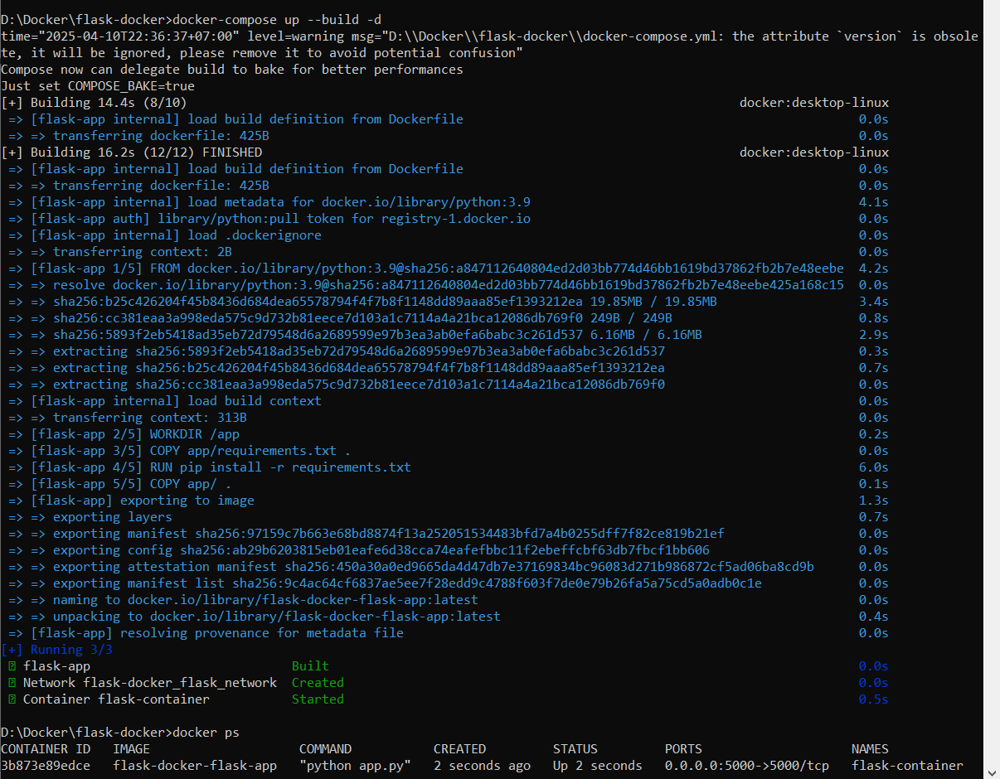 D:\Docker\flask-docker>docker-compose up --build -d
time="2025-04-10T22:36:37+07:00" level=warning msg="D:\\Docker\\flask-docker\\docker-compose.yml: the attribute `version` is obsole
te, it will be ignored, please remove it to avoid potential confusion"
Compose now can delegate build to bake for better performances
Just set COMPOSE_BAKE=true
[+] Building 14.4s (8/10) docker:desktop-linux
=> [flask-app internal] load build definition from Dockerfile 0.0s
=> => transferring dockerfile: 425B 0.0s
[+] Building 16.2s (12/12) FINISHED docker:desktop-linux
=> [flask-app internal] load build definition from Dockerfile 0.0s
=> => transferring dockerfile: 425B 0.0s
=> [flask-app internal] load metadata for docker.io/library/python:3.9 4.1s
=> [flask-app auth] library/python:pull token for registry-1.docker.io 0.0s
=> [flask-app internal] load .dockerignore 0.0s
=> => transferring context: 2B 0.0s
=> [flask-app 1/5] FROM docker.io/library/python:3.9@sha256:a847112640804ed2d03bb774d46bb1619bd37862fb2b7e48eebe 4.2s
=> => resolve docker.io/library/python:3.9@sha256:a847112640804ed2d03bb774d46bb1619bd37862fb2b7e48eebe425a168c15 0.0s
=> => sha256:b25c426204f45b8436d684dea65578794f4f7b8f1148dd89aaa85ef1393212ea 19.85MB / 19.85MB 3.4s
=> => sha256:cc381eaa3a998eda575c9d732b81eece7d103a1c7114a4a21bca12086db769f0 249B / 249B 0.8s
=> => sha256:5893f2eb5418ad35eb72d79548d6a2689599e97b3ea3ab0efa6babc3c261d537 6.16MB / 6.16MB 2.9s
=> => extracting sha256:5893f2eb5418ad35eb72d79548d6a2689599e97b3ea3ab0efa6babc3c261d537 0.3s
=> => extracting sha256:b25c426204f45b8436d684dea65578794f4f7b8f1148dd89aaa85ef1393212ea 0.7s
=> => extracting sha256:cc381eaa3a998eda575c9d732b81eece7d103a1c7114a4a21bca12086db769f0 0.0s
=> [flask-app internal] load build context 0.0s
=> => transferring context: 313B 0.0s
=> [flask-app 2/5] WORKDIR /app 0.2s
=> [flask-app 3/5] COPY app/requirements.txt . 0.0s
=> [flask-app 4/5] RUN pip install -r requirements.txt 6.0s
=> [flask-app 5/5] COPY app/ . 0.1s
=> [flask-app] exporting to image 1.3s
=> => exporting layers 0.7s
=> => exporting manifest sha256:97159c7b663e68bd8874f13a252051534483bfd7a4b0255dff7f82ce819b21ef 0.0s
=> => exporting config sha256:ab29b6203815eb01eafe6d38cca74eafefbbc11f2ebeffcbf63db7fbcf1bb606 0.0s
=> => exporting attestation manifest sha256:450a30a0ed9665da4d47db7e37169834bc96083d271b986872cf5ad06ba8cd9b 0.0s
=> => exporting manifest list sha256:9c4ac64cf6837ae5ee7f28edd9c4788f603f7de0e79b26fa5a75cd5a0adb0c1e 0.0s
=> => naming to docker.io/library/flask-docker-flask-app:latest 0.0s
=> => unpacking to docker.io/library/flask-docker-flask-app:latest 0.4s
=> [flask-app] resolving provenance for metadata file 0.0s
[+] Running 3/3
flask-app Built 0.0s
Network flask-docker_flask_network Created 0.0s
Container flask-container Started 0.5s
D:\Docker\flask-docker>docker ps
CONTAINER ID IMAGE COMMAND CREATED STATUS PORTS NAMES
3b873e89edce flask-docker-flask-app "python app.py" 2 seconds ago Up 2 seconds 0.0.0.0:5000->5000/tcp flask-container